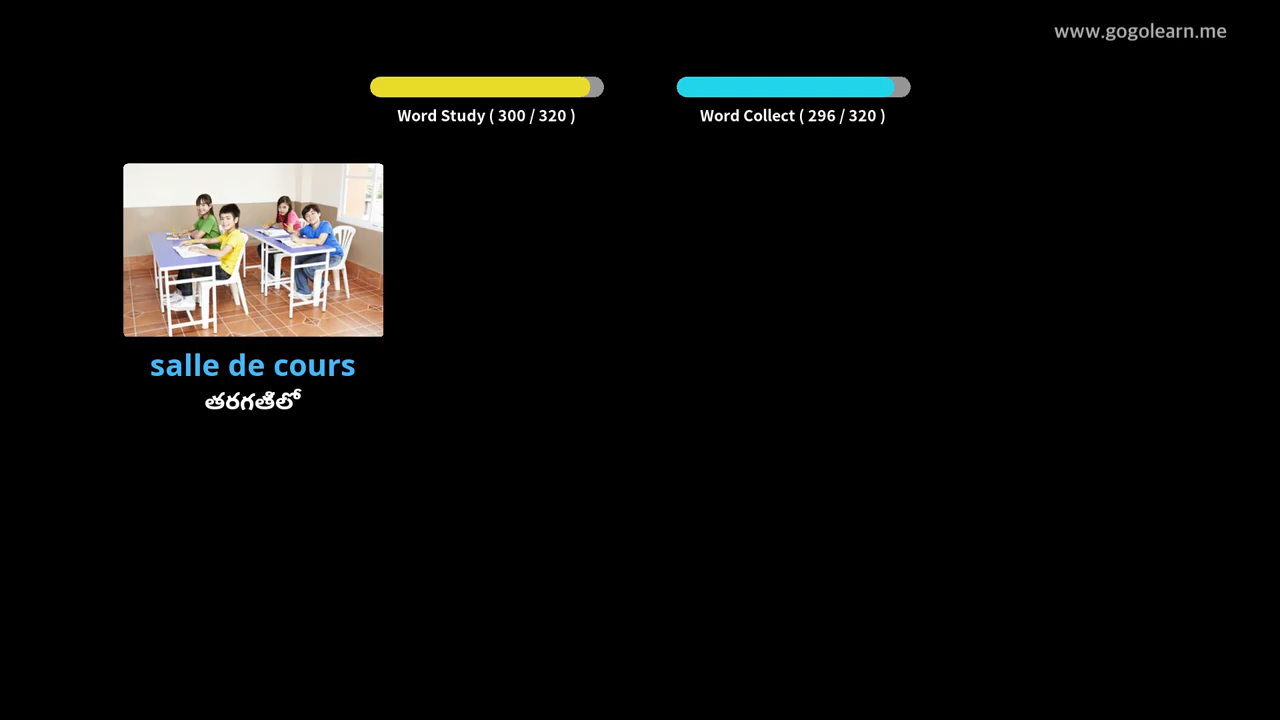 www.gogolearn.me
Word Study ( 300 / 320 )
Word Collect ( 296 / 320 )
salle de cours
తరగతిలో